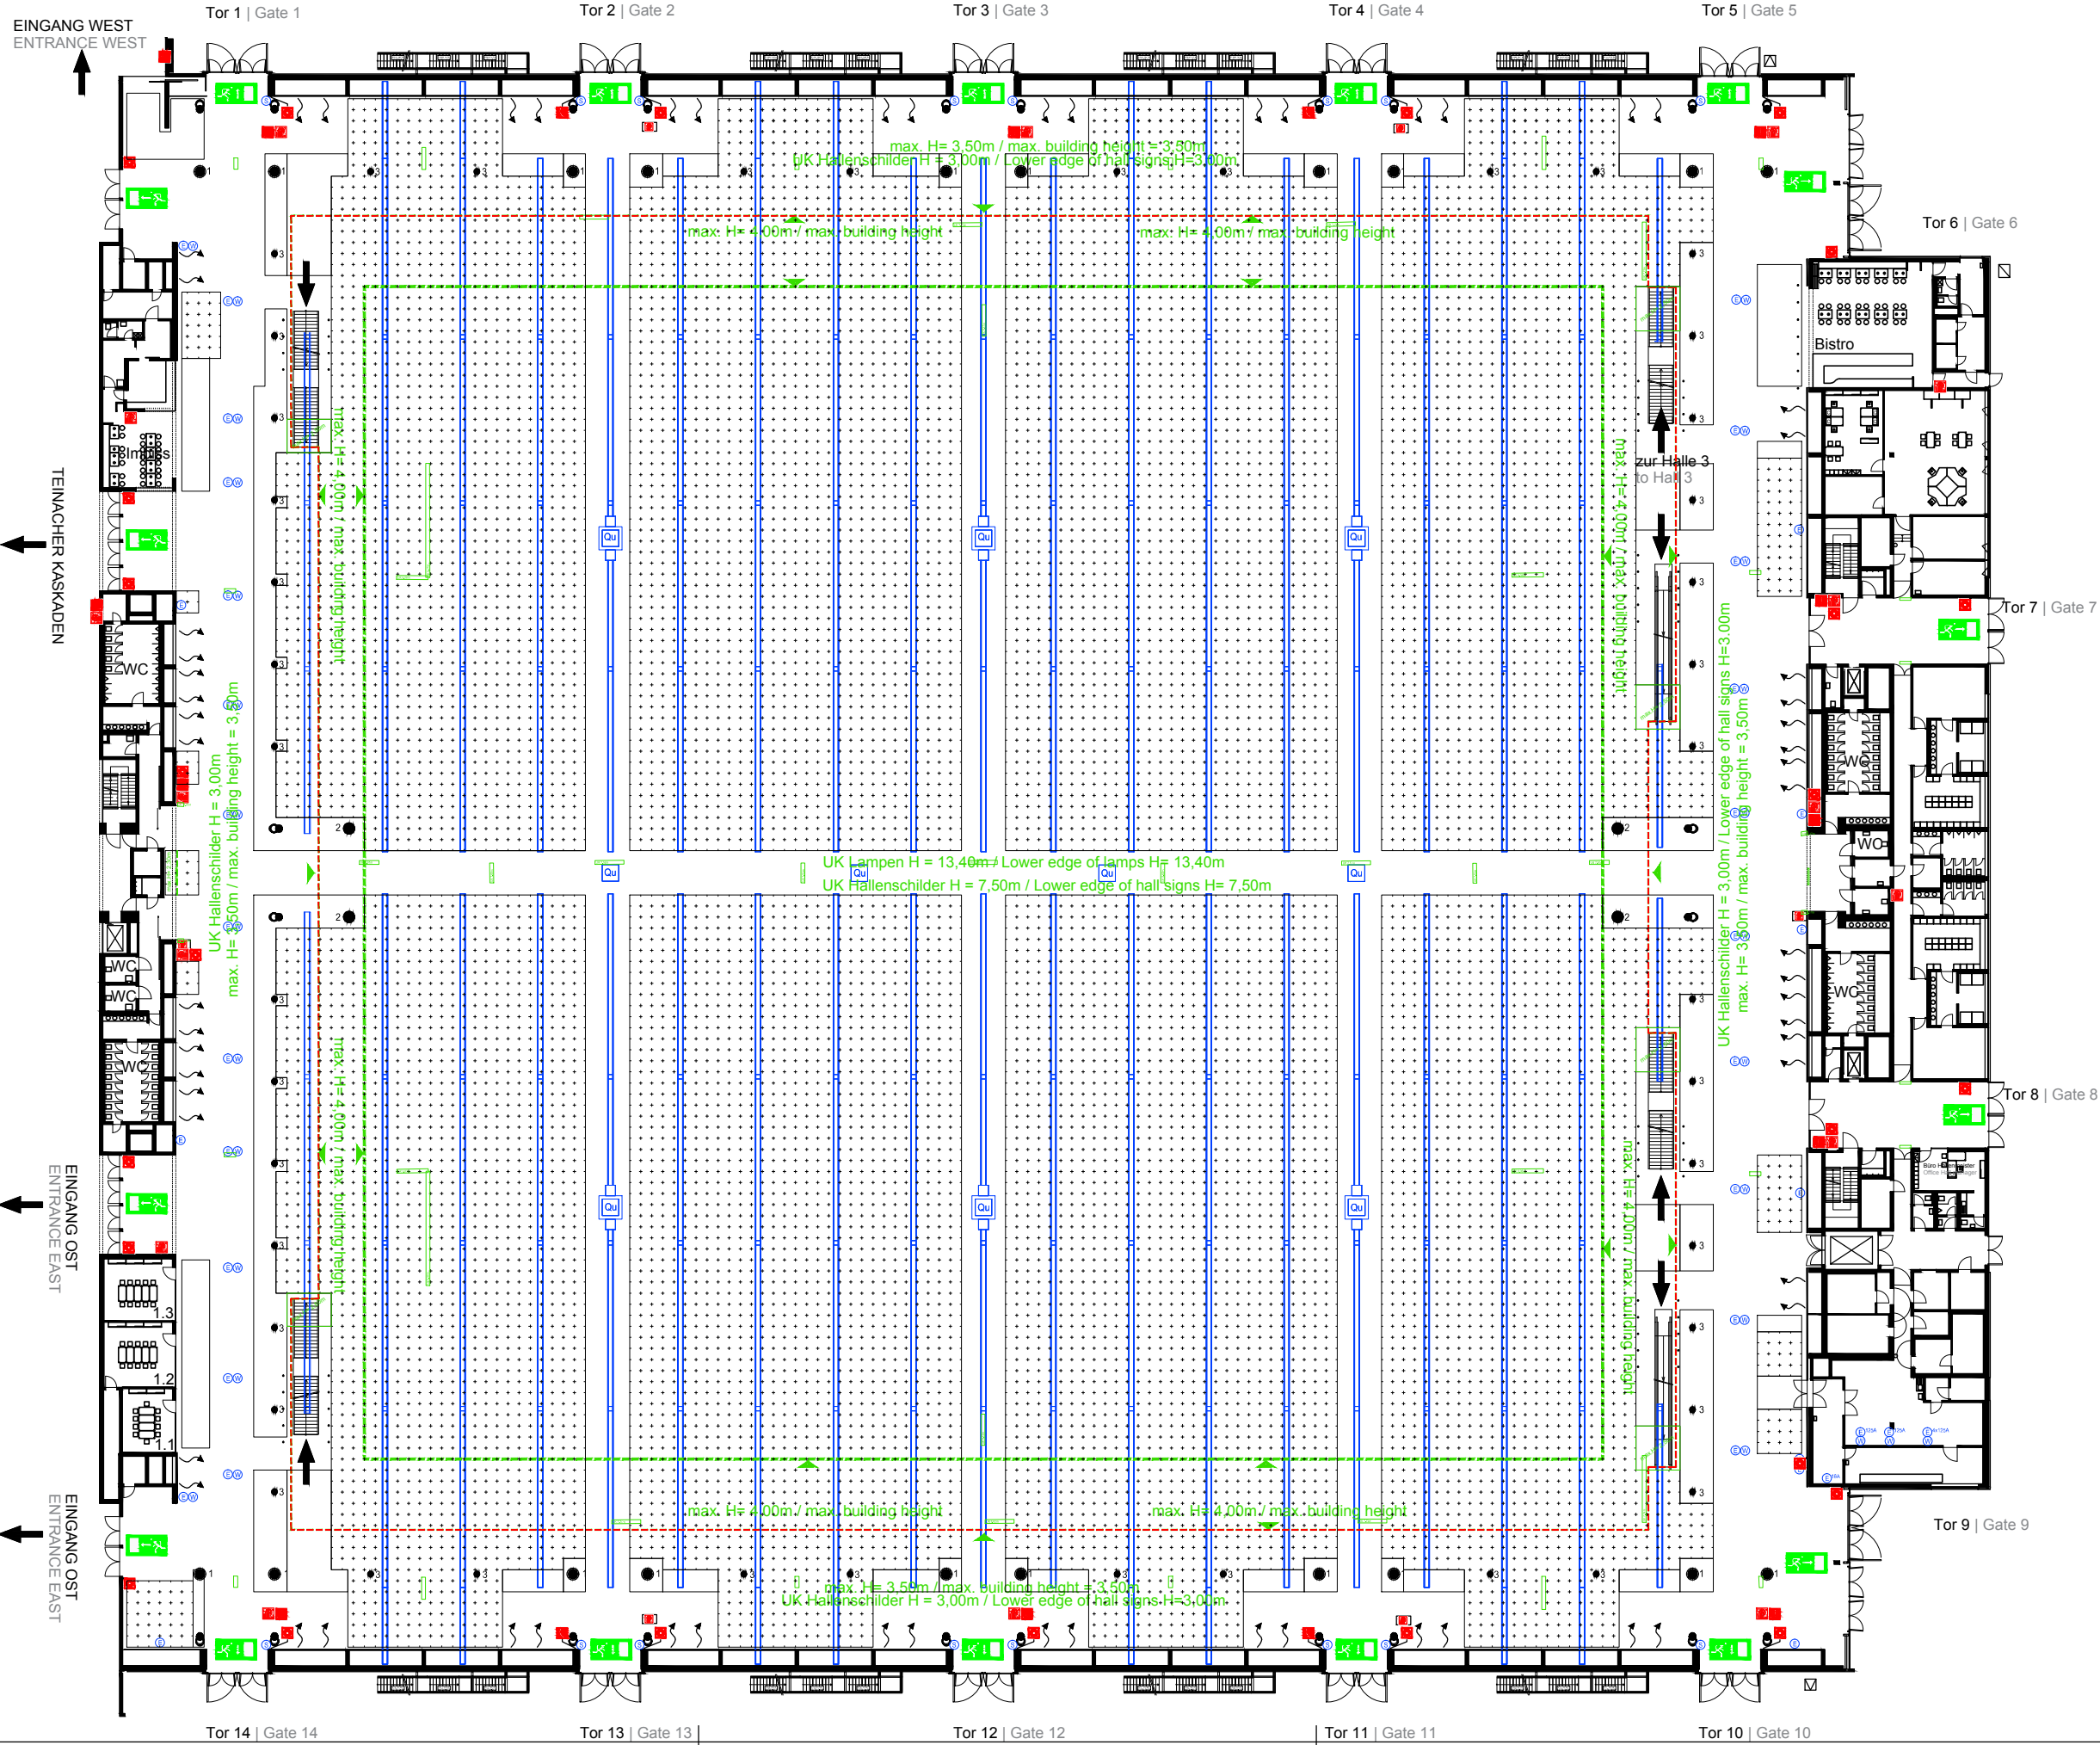 Tor 1 | Gate 1
Tor 2 | Gate 2
Tor 3 | Gate 3
Tor 4 | Gate 4
Tor 5 | Gate 5
EINGANG WEST
ENTRANCE WEST
max. H= 3,50m / max. building height = 3,50m
UK Hallenschilder H = 3,00m / Lower edge of hall signs H=3,00m
max. H= 4,00m / max. building height
max. H= 4,00m / max. building height
Tor 6 | Gate 6
Bistro
Imbiss
zur Halle 3
to Hall 3
TEINACHER KASKADEN
max. H= 4,00m / max. building height
max. H= 4,00m / max. building height
Qu
Qu
Qu
Tor 7 | Gate 7
WC
WC
UK Hallenschilder H = 3,00m
max. H= 3,50m / max. building height = 3,50m
UK Hallenschilder H = 3,00m / Lower edge of hall signs H=3.00m
max. H= 3,50m / max. building height = 3,50m
UK Lampen H = 13,40m / Lower edge of lamps H= 13,40m
UK Hallenschilder H = 7,50m / Lower edge of hall signs H= 7,50m
Qu
Qu
Qu
Qu
WC
WC
WC
WC
WC
Tor 8 | Gate 8
max. H= 4,00m / max. building height
max. H= 4,00m / max. building height
Qu
Qu
Qu
EINGANG OST
ENTRANCE EAST
1.3
1.2
1.1
EINGANG OST
ENTRANCE EAST
max. H= 4,00m / max. building height
max. H= 4,00m / max. building height
Tor 9 | Gate 9
max. H= 3,50m / max. building height = 3,50m
UK Hallenschilder H = 3,00m / Lower edge of hall signs H=3,00m
Tor 14 | Gate 14
Tor 13 | Gate 13
Tor 12 | Gate 12
Tor 11 | Gate 11
Tor 10 | Gate 10